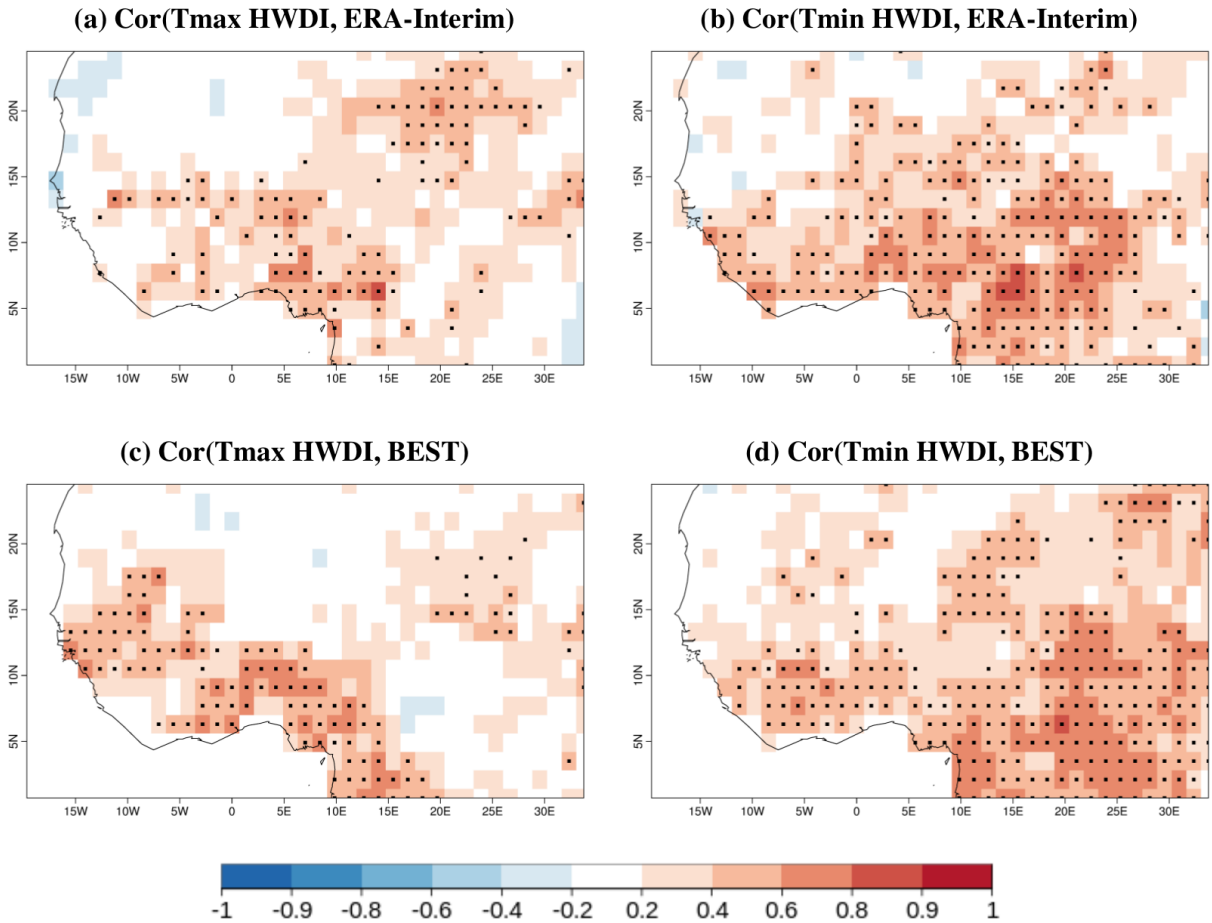 (a) Cor(Tmax HWDI, ERA-Interim)
(b) Cor(Tmin HWDI, ERA-Interim)
20N
15N
10N
5N
15W 10W 5W 0 5E 10E 15E 20E 25E 30E
20N
15N
10N
5N
15W 10W 5W 0 5E 10E 15E 20E 25E 30E
(c) Cor(Tmax HWDI, BEST)
(d) Cor(Tmin HWDI, BEST)
20N
15N
10N
5N
15W 10W 5W 0 5E 10E 15E 20E 25E 30E
20N
15N
10N
5N
15W 10W 5W 0 5E 10E 15E 20E 25E 30E
-1 -0.9 -0.6 -0.4 -0.2 0.2 0.4 0.6 0.8 1